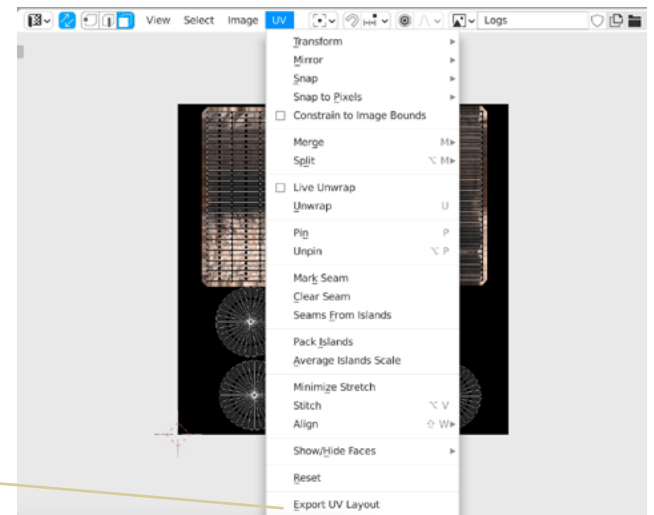 View Select Image UV Logs
Transform
Mirror
Snap
Snap to Pixels
Constrain to Image Bounds
Merge M
Split ⌥ M
Live Unwrap
Unwrap U
Pin P
Unpin ⌥ P
Mark Seam
Clear Seam
Seams From Islands
Pack Islands
Average Islands Scale
Minimize Stretch
Stitch ⌥ V
Align ⇧ W
Show/Hide Faces
Reset
Export UV Layout